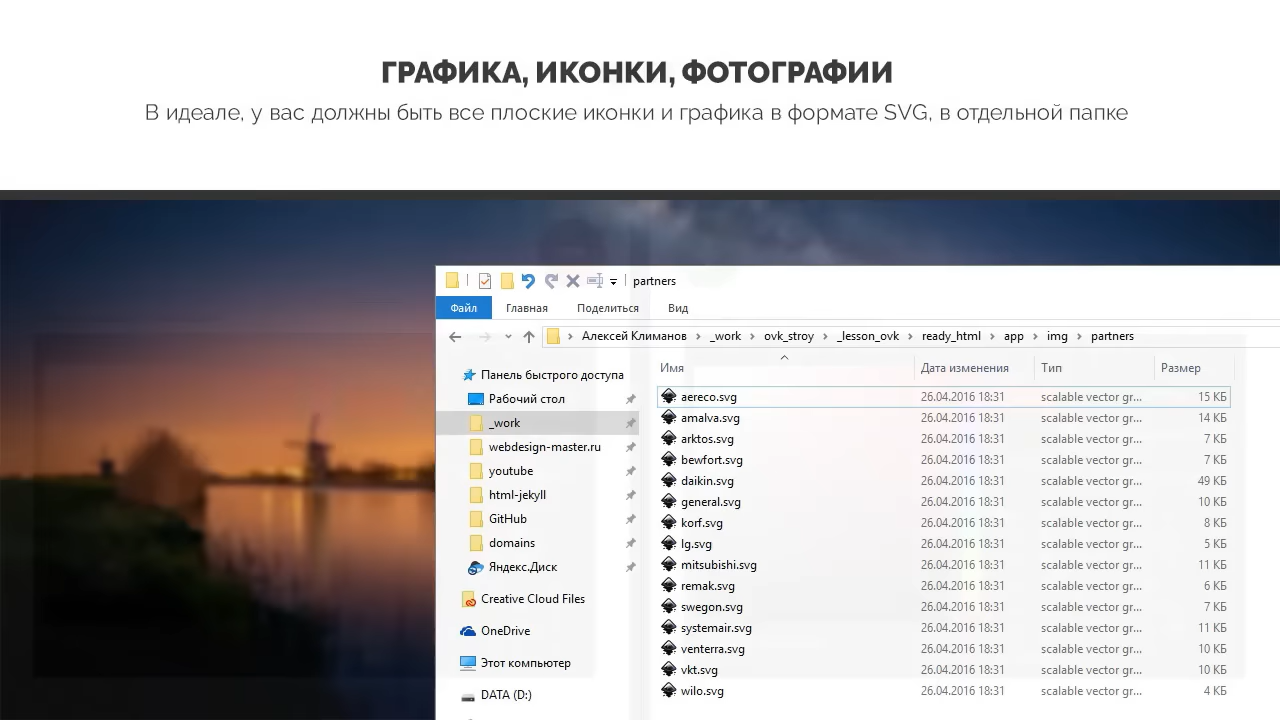 ГРАФИКА, ИКОНКИ, ФОТОГРАФИИ
В идеале, у вас должны быть все плоские иконки и графика в формате SVG, в отдельной папке
partners
Файл Главная Поделиться Вид
Алексей Климанов _work ovk_stroy _lesson_ovk ready_html app img partners
Панель быстрого доступа
Рабочий стол
_work
webdesign-master.ru
youtube
html-jekyll
GitHub
domains
Яндекс.Диск
Creative Cloud Files
OneDrive
Этот компьютер
DATA (D:)
Имя Дата изменения Тип Размер
aereco.svg 26.04.2016 18:31 scalable vector gr... 15 КБ
amalva.svg 26.04.2016 18:31 scalable vector gr... 14 КБ
arktos.svg 26.04.2016 18:31 scalable vector gr... 7 КБ
bewfort.svg 26.04.2016 18:31 scalable vector gr... 7 КБ
daikin.svg 26.04.2016 18:31 scalable vector gr... 49 КБ
general.svg 26.04.2016 18:31 scalable vector gr... 10 КБ
korf.svg 26.04.2016 18:31 scalable vector gr... 8 КБ
lg.svg 26.04.2016 18:31 scalable vector gr... 5 КБ
mitsubishi.svg 26.04.2016 18:31 scalable vector gr... 11 КБ
remak.svg 26.04.2016 18:31 scalable vector gr... 6 КБ
swegon.svg 26.04.2016 18:31 scalable vector gr... 7 КБ
systemair.svg 26.04.2016 18:31 scalable vector gr... 11 КБ
venterra.svg 26.04.2016 18:31 scalable vector gr... 10 КБ
vkt.svg 26.04.2016 18:31 scalable vector gr... 10 КБ
wilo.svg 26.04.2016 18:31 scalable vector gr... 4 КБ